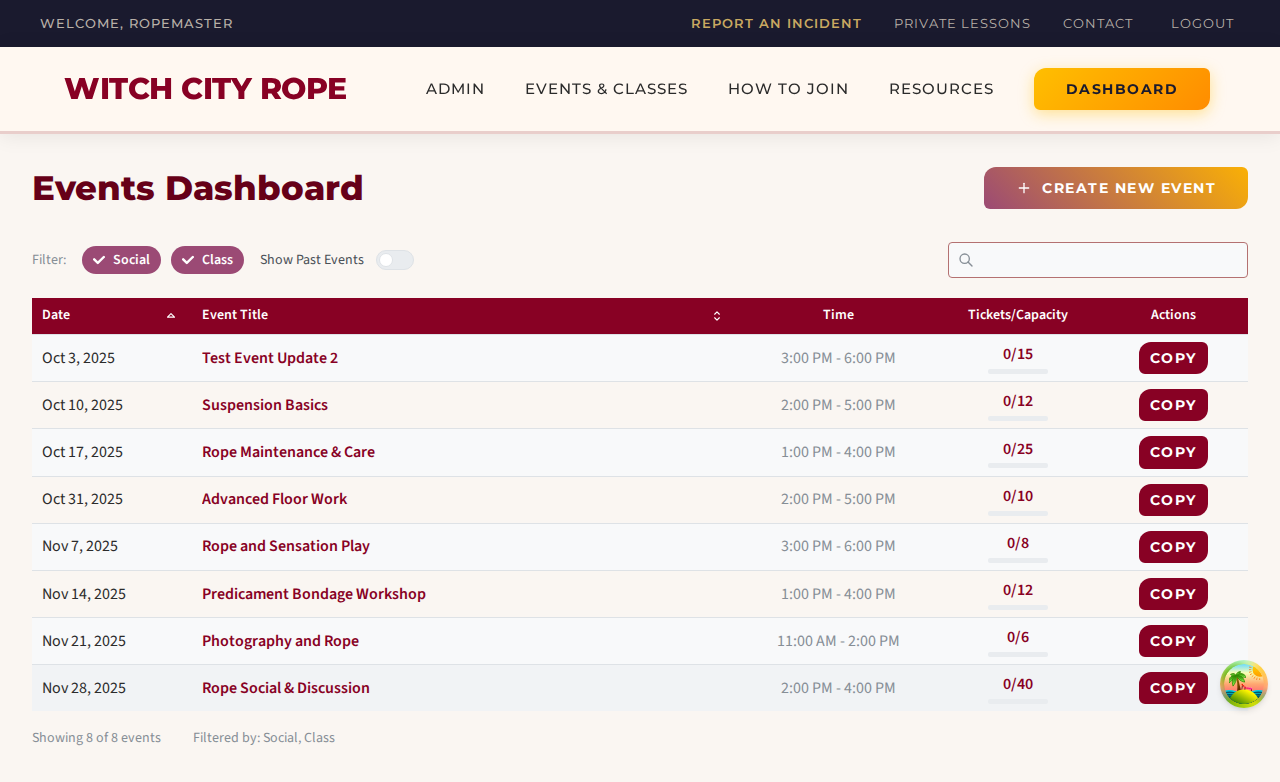 WELCOME, ROPEMASTER
REPORT AN INCIDENT PRIVATE LESSONS CONTACT LOGOUT
WITCH CITY ROPE ADMIN EVENTS & CLASSES HOW TO JOIN RESOURCES DASHBOARD
Events Dashboard
+ CREATE NEW EVENT
Filter: Social Class Show Past Events
Date Event Title Time Tickets/Capacity Actions
Oct 3, 2025 Test Event Update 2 3:00 PM - 6:00 PM 0/15 COPY
Oct 10, 2025 Suspension Basics 2:00 PM - 5:00 PM 0/12 COPY
Oct 17, 2025 Rope Maintenance & Care 1:00 PM - 4:00 PM 0/25 COPY
Oct 31, 2025 Advanced Floor Work 2:00 PM - 5:00 PM 0/10 COPY
Nov 7, 2025 Rope and Sensation Play 3:00 PM - 6:00 PM 0/8 COPY
Nov 14, 2025 Predicament Bondage Workshop 1:00 PM - 4:00 PM 0/12 COPY
Nov 21, 2025 Photography and Rope 11:00 AM - 2:00 PM 0/6 COPY
Nov 28, 2025 Rope Social & Discussion 2:00 PM - 4:00 PM 0/40 COPY
Showing 8 of 8 events Filtered by: Social, Class